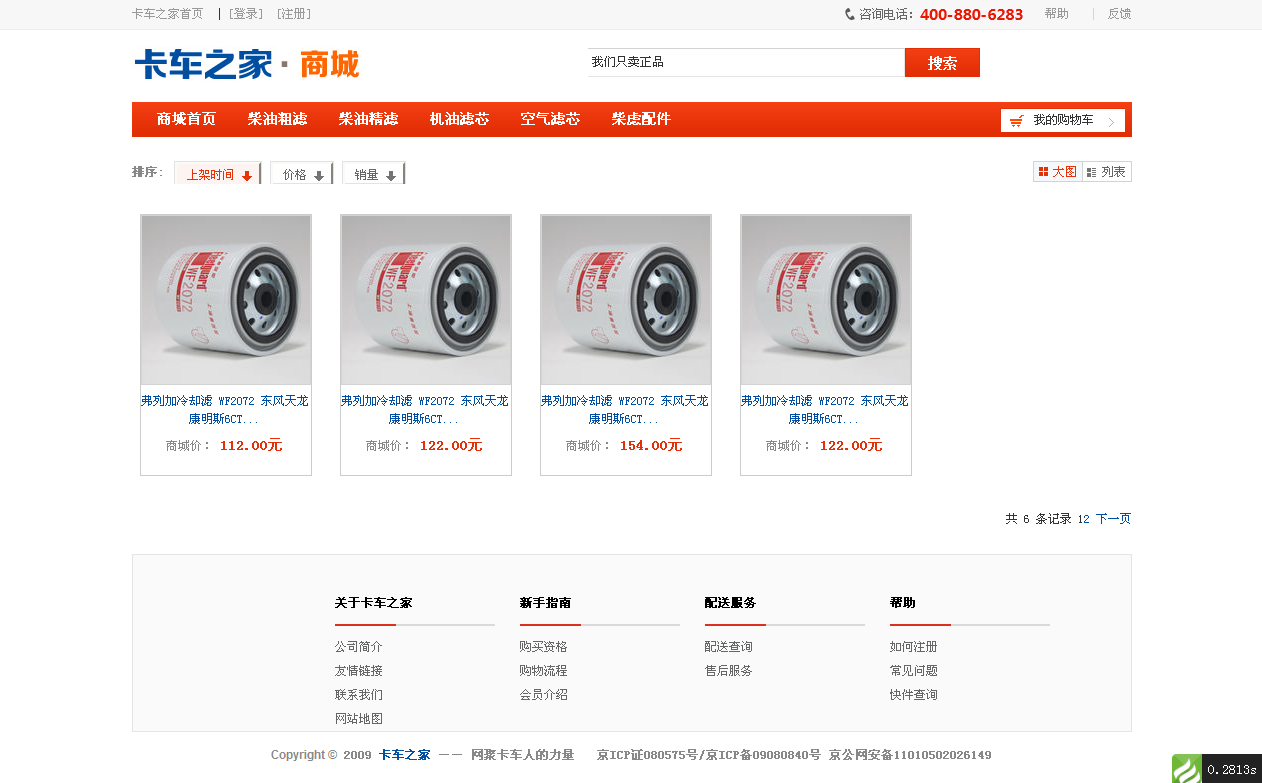 卡车之家首页 | [登录] [注册] 咨询电话：400-880-6283 帮助 | 反馈
卡车之家 · 商城
我们只卖正品 搜索
商城首页 柴油粗滤 柴油精滤 机油滤芯 空气滤芯 柴虑配件 我的购物车
排序： 上架时间 价格 销量 大图 列表
WF2072 WF2072 WF2072 WF2072
弗列加冷却滤 WF2072 东风天龙 弗列加冷却滤 WF2072 东风天龙 弗列加冷却滤 WF2072 东风天龙 弗列加冷却滤 WF2072 东风天龙
康明斯6CT... 康明斯6CT... 康明斯6CT... 康明斯6CT...
商城价： 112.00元 商城价： 122.00元 商城价： 154.00元 商城价： 122.00元
共 6 条记录 12 下一页
关于卡车之家 新手指南 配送服务 帮助
公司简介 购买资格 配送查询 如何注册
友情链接 购物流程 售后服务 常见问题
联系我们 会员介绍 快件查询
网站地图
Copyright © 2009 卡车之家 —— 网聚卡车人的力量 京ICP证080575号/京ICP备09080840号 京公网安备11010502026149
0.2813s